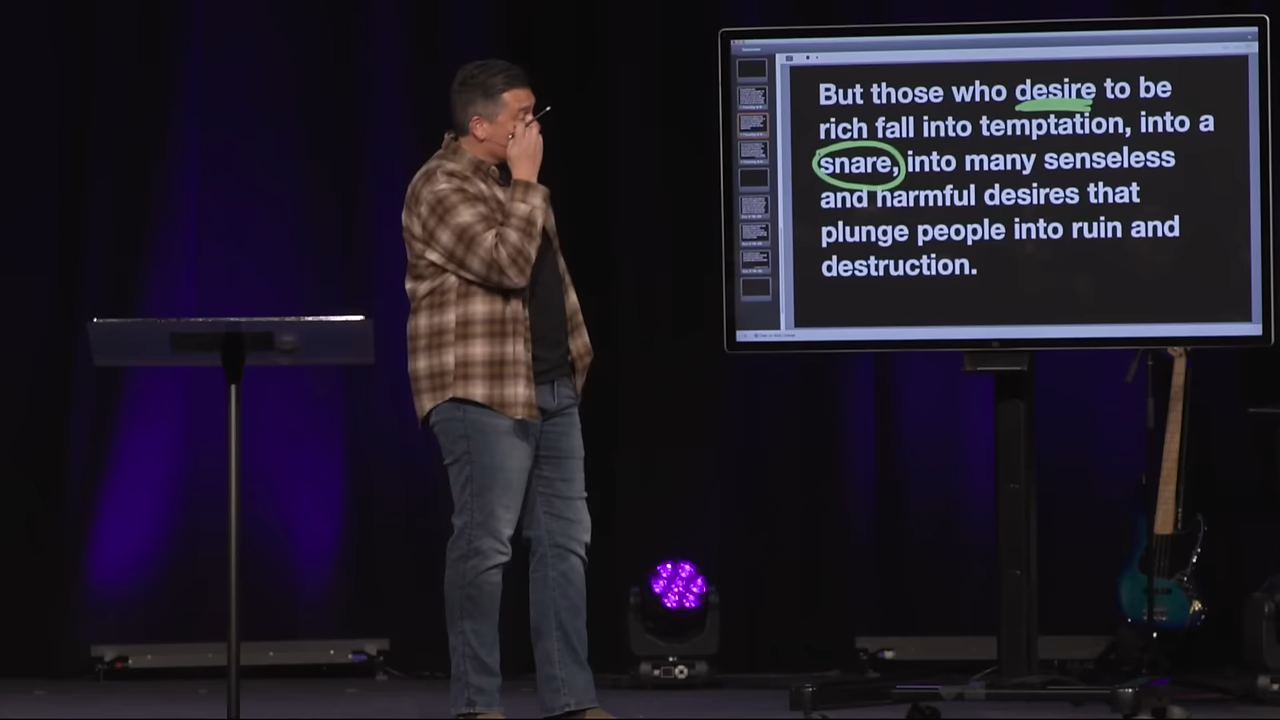 But those who desire to be
rich fall into temptation, into a
snare, into many senseless
and harmful desires that
plunge people into ruin and
destruction.